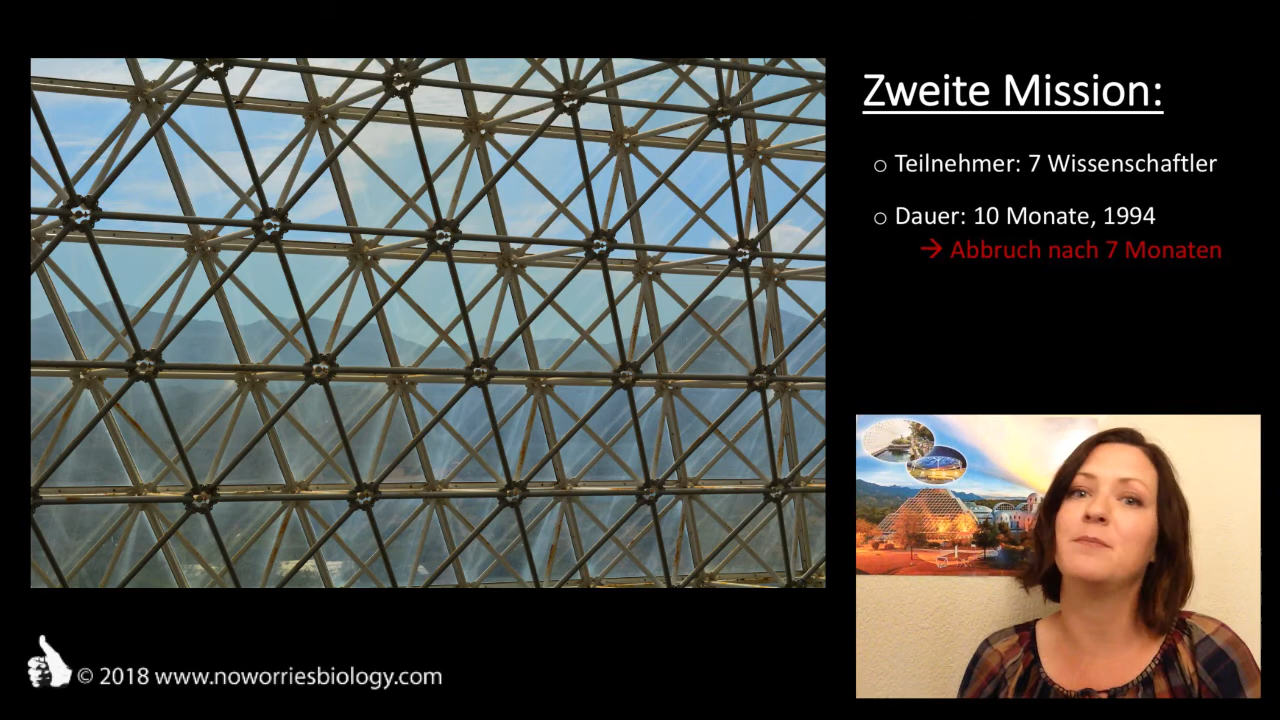 Zweite Mission:
o Teilnehmer: 7 Wissenschaftler
o Dauer: 10 Monate, 1994
→ Abbruch nach 7 Monaten
© 2018 www.noworriesbiology.com